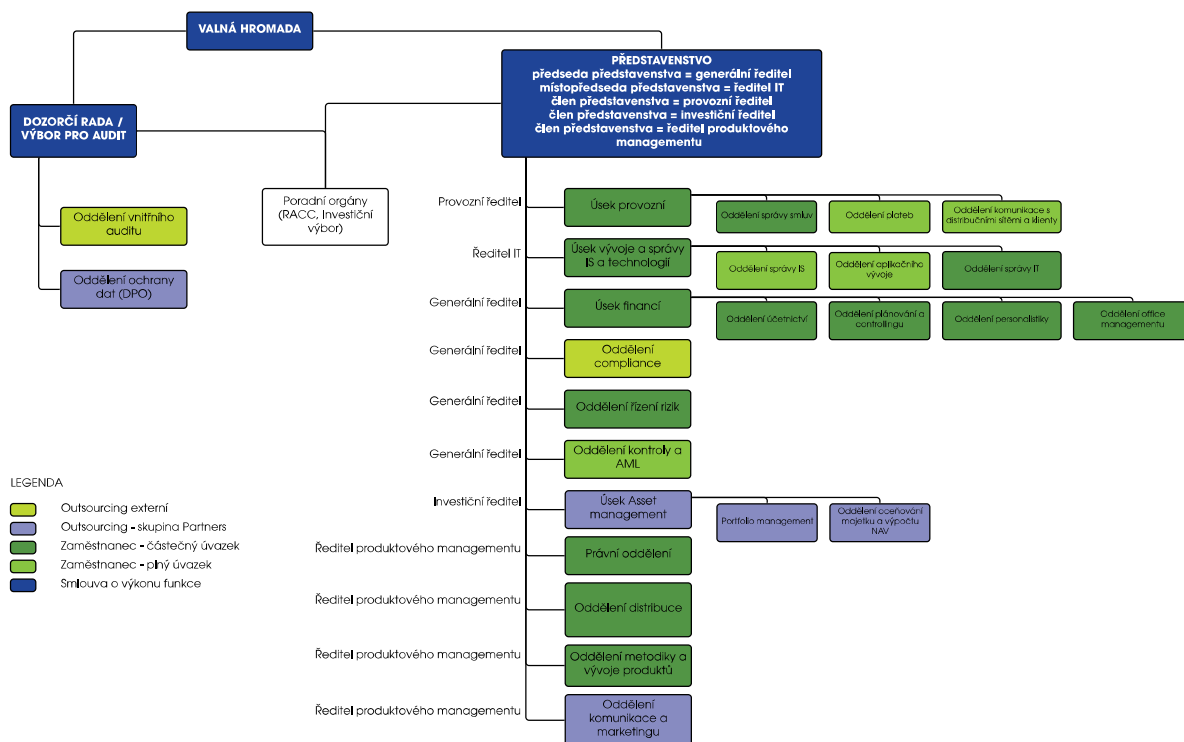 VALNÁ HROMADA
PŘEDSTAVENSTVO
předseda představenstva = generální ředitel
místopředseda představenstva = ředitel IT
člen představenstva = provozní ředitel
člen představenstva = investiční ředitel
člen představenstva = ředitel produktového
managementu
DOZORČÍ RADA /
VÝBOR PRO AUDIT
Oddělení vnitřního
auditu
Oddělení ochrany
dat (DPO)
Poradní orgány
(RACC, Investiční
výbor)
Provozní ředitel
Úsek provozní
Oddělení správy smluv
Oddělení plateb
Oddělení komunikace s
distribučními sítěmi a klienty
Ředitel IT
Úsek vývoje a správy
IS a technologií
Oddělení správy IS
Oddělení aplikačního
vývoje
Oddělení správy IT
Generální ředitel
Úsek financí
Oddělení účetnictví
Oddělení plánování a
controllingu
Oddělení personalistiky
Oddělení office
managementu
Generální ředitel
Oddělení
compliance
Generální ředitel
Oddělení řízení rizik
Generální ředitel
Oddělení kontroly a
AML
Investiční ředitel
Úsek Asset
management
Portfolio management
Oddělení oceňování
majetku a výpočtu
NAV
Ředitel produktového managementu
Právní oddělení
Ředitel produktového managementu
Oddělení distribuce
Ředitel produktového managementu
Oddělení metodiky a
vývoje produktů
Ředitel produktového managementu
Oddělení
komunikace a
marketingu
LEGENDA
Outsourcing externí
Outsourcing - skupina Partners
Zaměstnanec - částečný úvazek
Zaměstnanec - plný úvazek
Smlouva o výkonu funkce